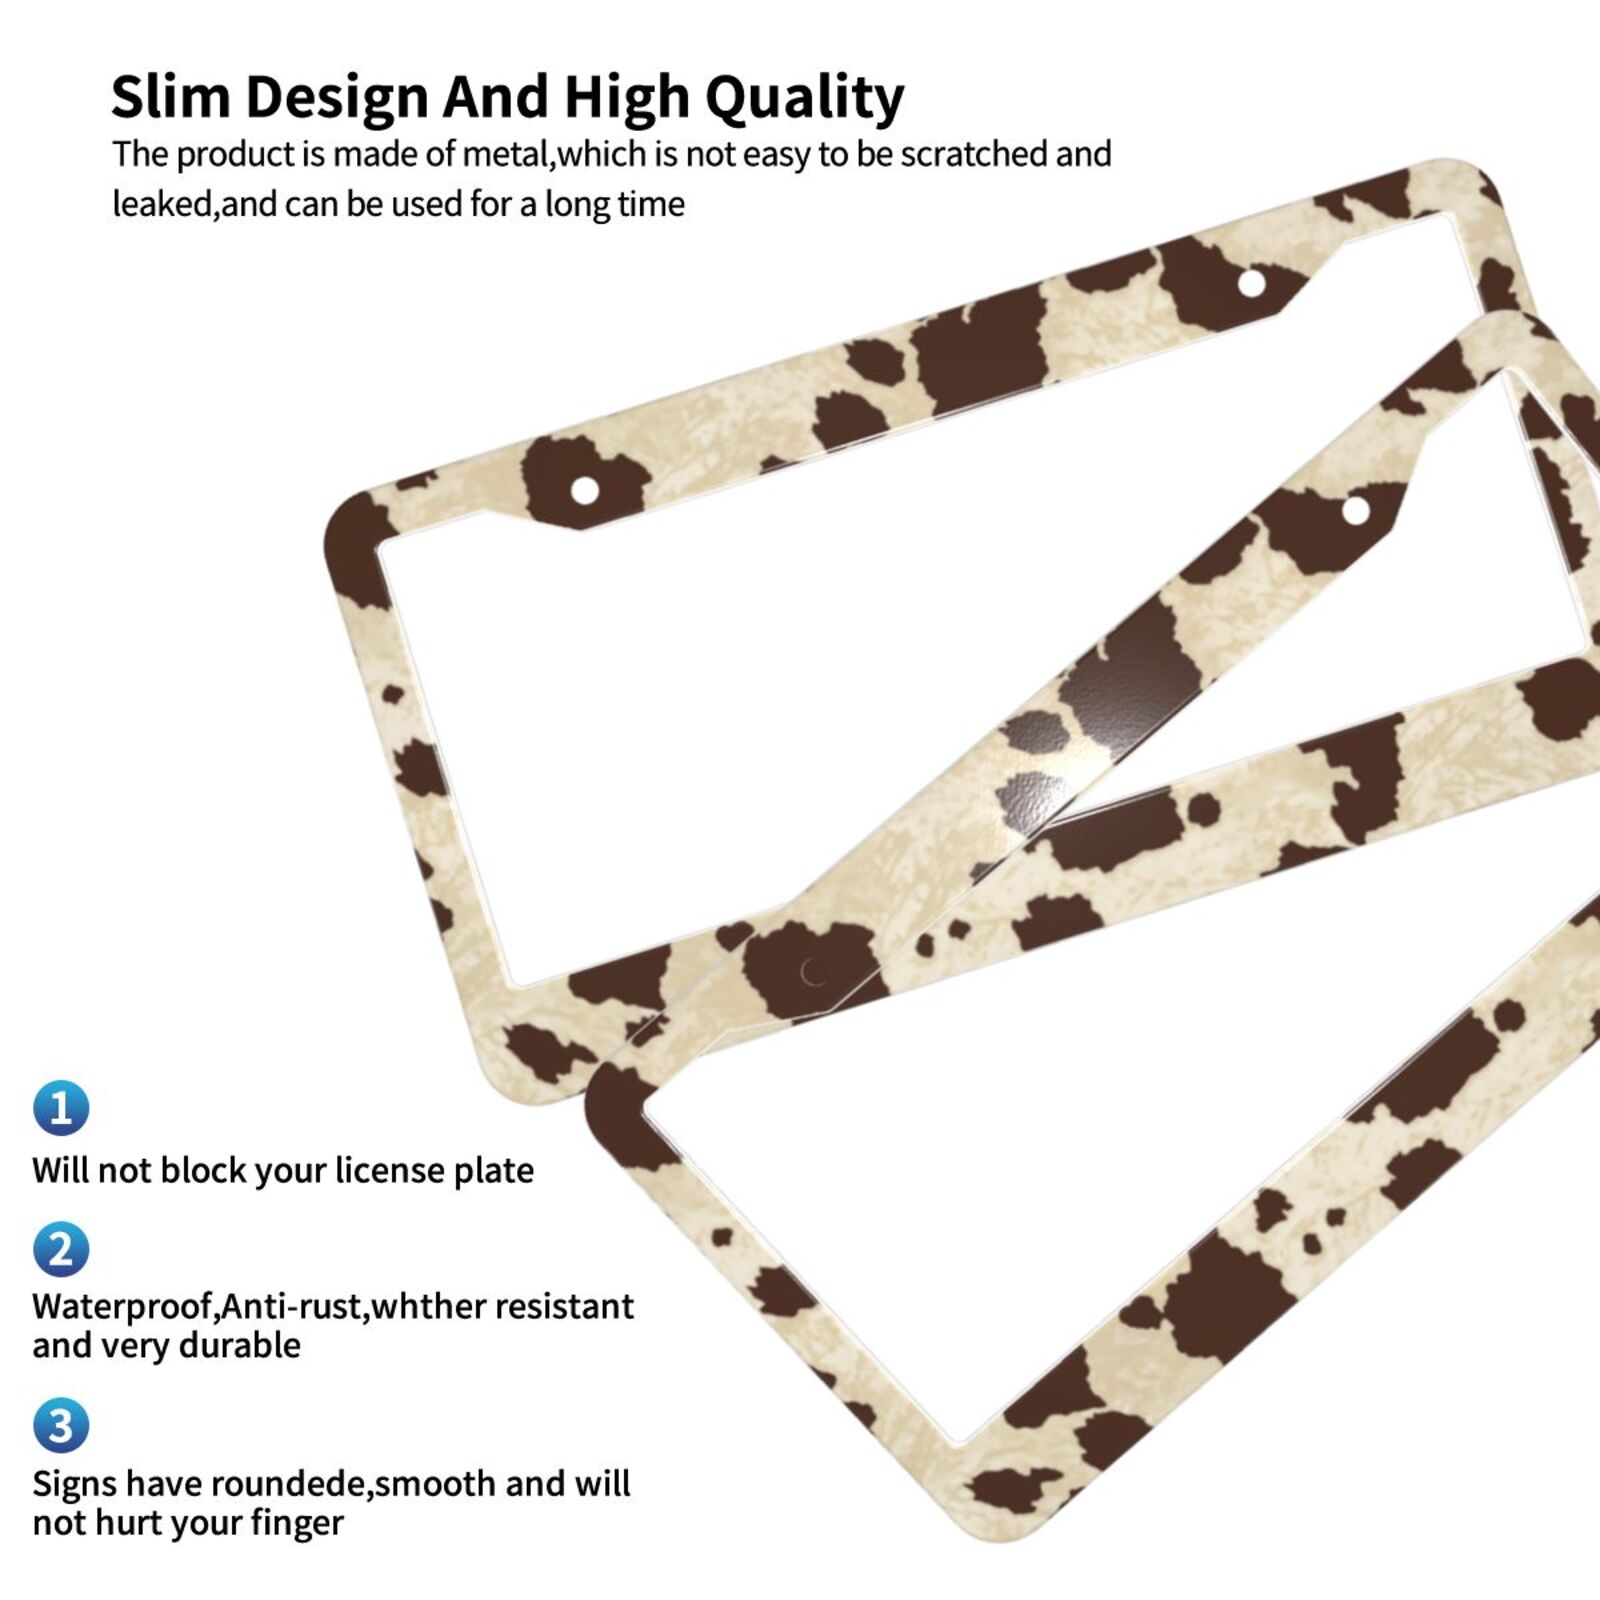 Slim Design And High Quality
The product is made of metal,which is not easy to be scratched and
leaked,and can be used for a long time
1
Will not block your license plate
2
Waterproof,Anti-rust,whther resistant
and very durable
3
Signs have roundede,smooth and will
not hurt your finger